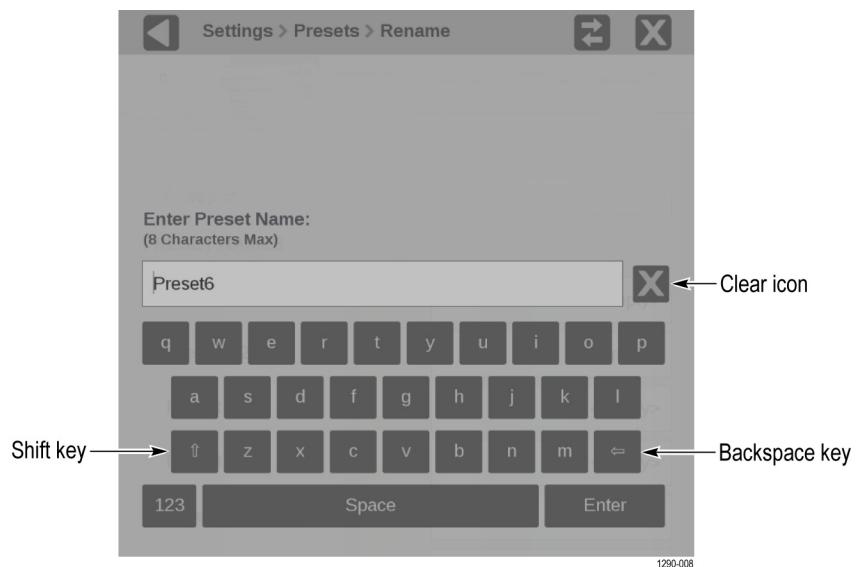 Settings > Presets > Rename
Enter Preset Name:
(8 Characters Max)
Preset6
X
Clear icon
q w e r t y u i o p
a s d f g h j k l
Shift key
⇧ z x c v b n m ⇦
Backspace key
123 Space Enter
1290-008